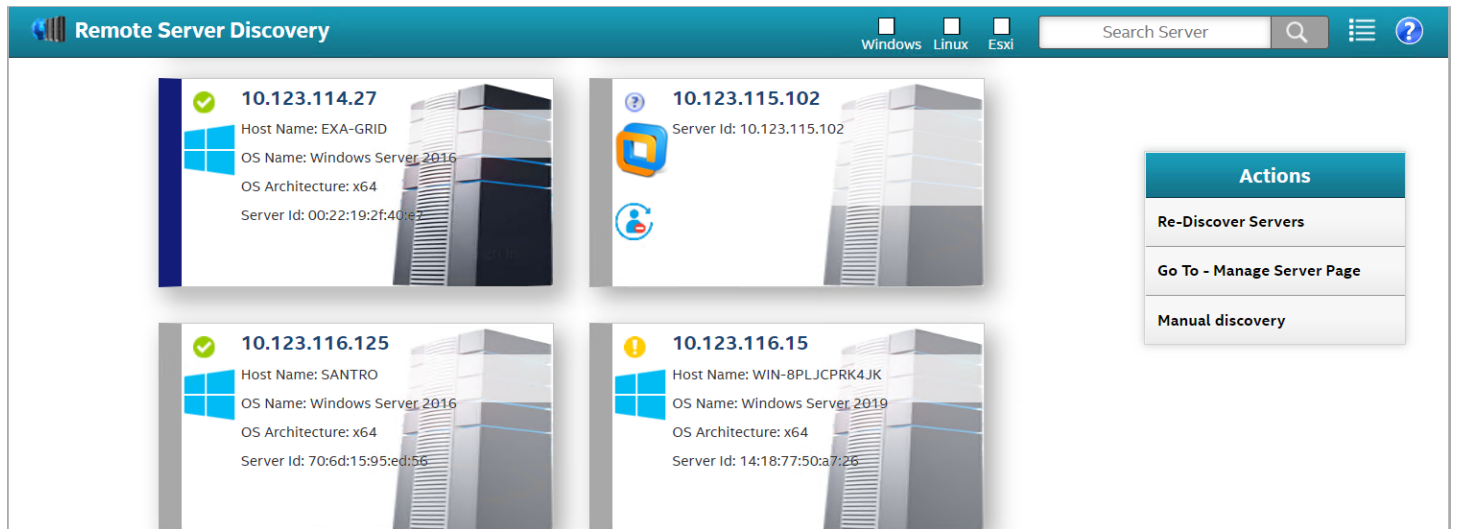 Remote Server Discovery
Windows Linux Esxi
Search Server
10.123.114.27
Host Name: EXA-GRID
OS Name: Windows Server 2016
OS Architecture: x64
Server Id: 00:22:19:2f:40:e7
10.123.115.102
Server Id: 10.123.115.102
Actions
Re-Discover Servers
Go To - Manage Server Page
Manual discovery
10.123.116.125
Host Name: SANTRO
OS Name: Windows Server 2016
OS Architecture: x64
Server Id: 70:6d:15:95:ed:56
10.123.116.15
Host Name: WIN-8PLJCPRK4JK
OS Name: Windows Server 2019
OS Architecture: x64
Server Id: 14:18:77:50:a7:26